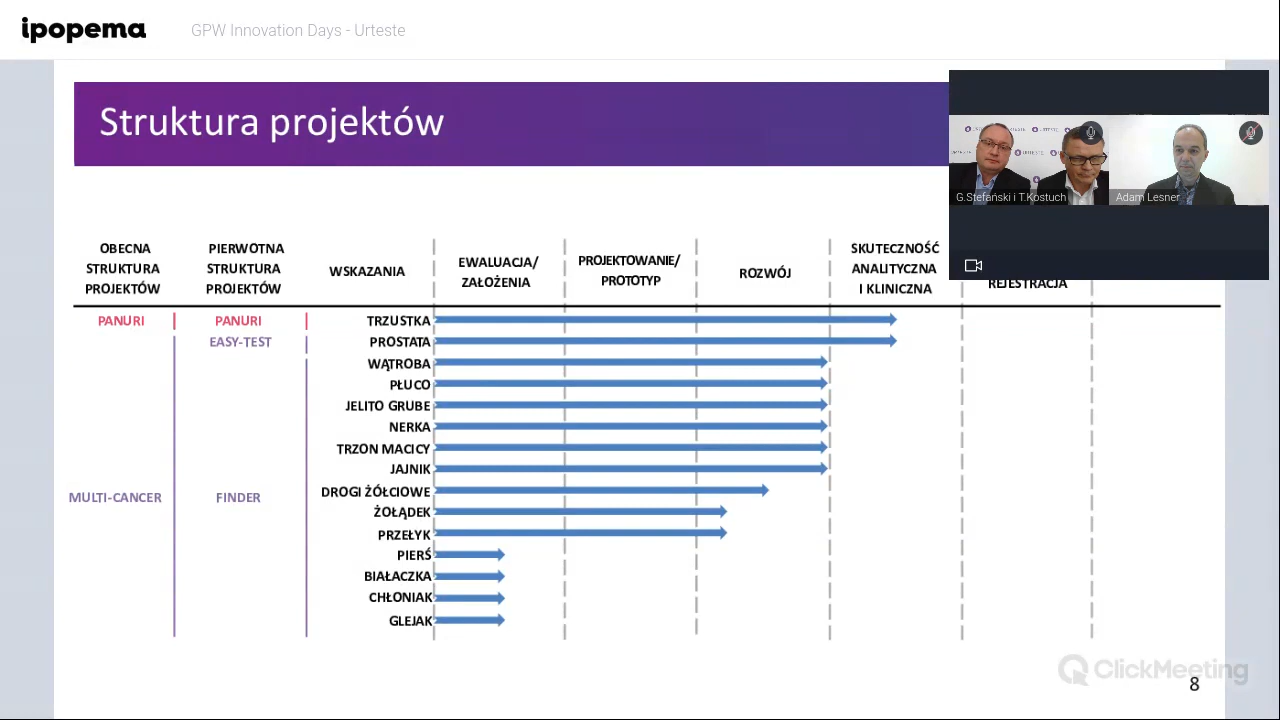 ipopema
GPW Innovation Days - Urteste
Struktura projektów
G.Stefański i T.Kostuch
Adam Lesner
OBECNA
STRUKTURA
PROJEKTÓW
PIERWOTNA
STRUKTURA
PROJEKTÓW
WSKAZANIA
EWALUACJA/
ZAŁOŻENIA
PROJEKTOWANIE/
PROTOTYP
ROZWÓJ
SKUTECZNOŚĆ
ANALITYCZNA
I KLINICZNA
REJESTRACJA
PANURI
PANURI
TRZUSTKA
EASY-TEST
PROSTATA
WĄTROBA
PŁUCO
JELITO GRUBE
NERKA
TRZON MACICY
JAJNIK
MULTI-CANCER
FINDER
DROGI ŻÓŁCIOWE
ŻOŁĄDEK
PRZEŁYK
PIERŚ
BIAŁACZKA
CHŁONIAK
GLEJAK
ClickMeeting
8